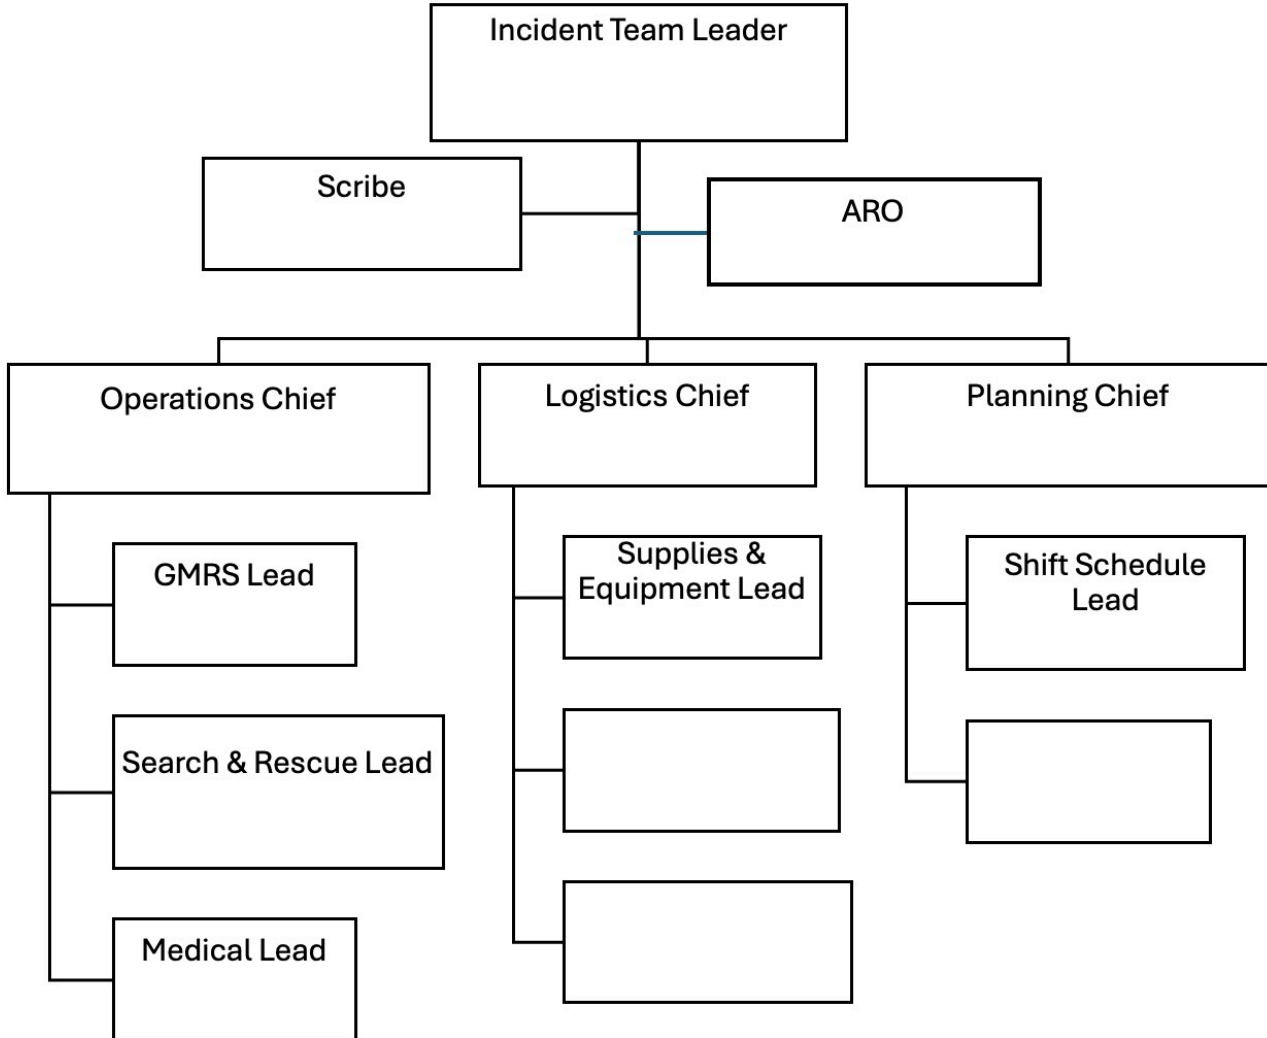 Incident Team Leader
Scribe
ARO
Operations Chief
Logistics Chief
Planning Chief
GMRS Lead
Supplies &
Equipment Lead
Shift Schedule
Lead
Search & Rescue Lead
Medical Lead